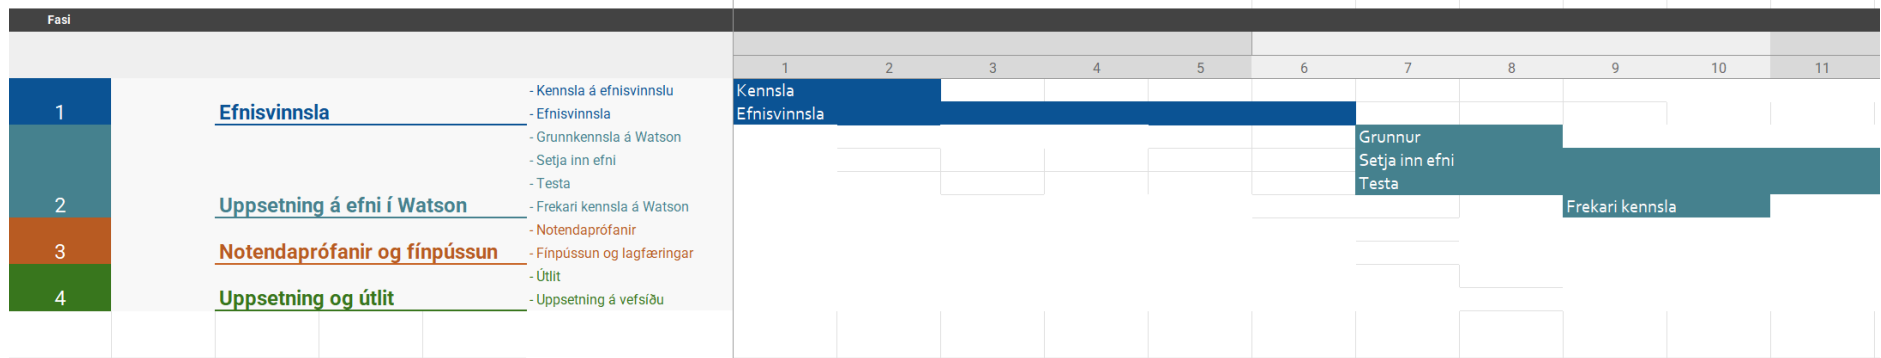 Fasi
1 2 3 4 5 6 7 8 9 10 11
- Kennsla á efnisvinnslu
Kennsla
1 Efnisvinnsla - Efnisvinnsla
Efnisvinnsla
- Grunnkennsla á Watson
Grunnur
- Setja inn efni
Setja inn efni
- Testa
Testa
2 Uppsetning á efni í Watson - Frekari kennsla á Watson
Frekari kennsla
- Notendaprófanir
3 Notendaprófanir og fínpússun - Fínpússun og lagfæringar
- Útlit
4 Uppsetning og útlit - Uppsetning á vefsíðu